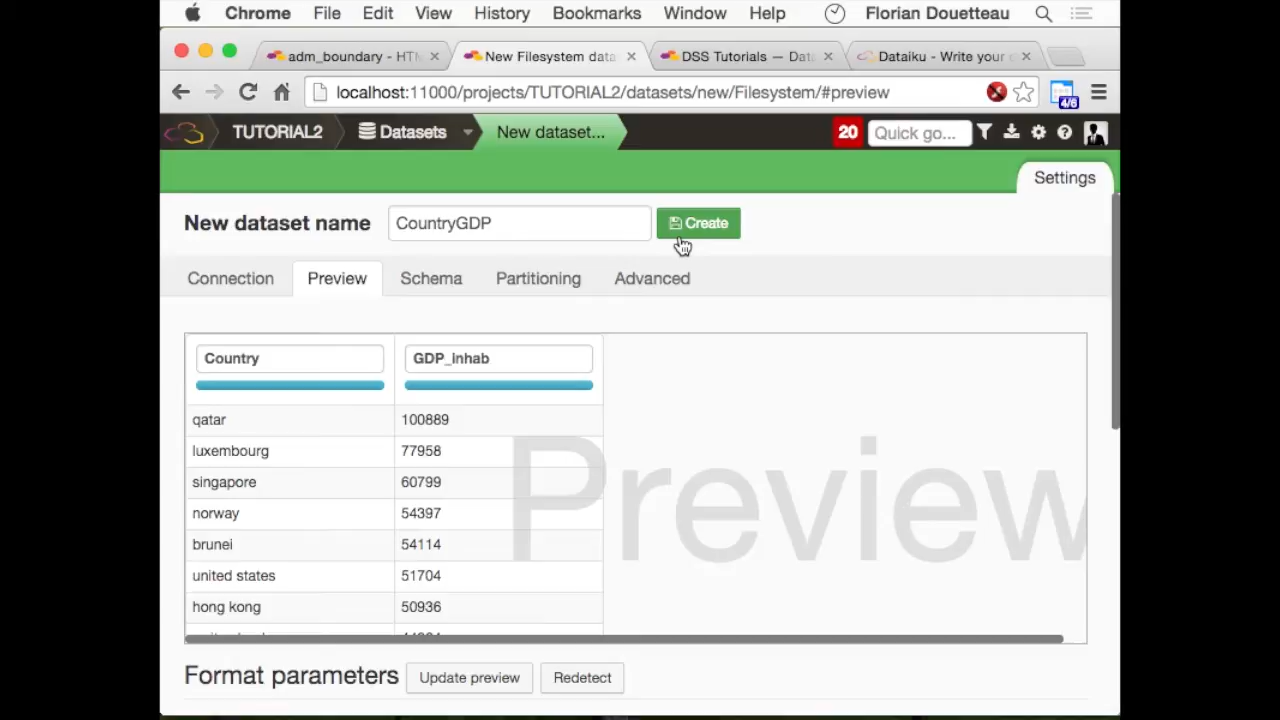 Chrome File Edit View History Bookmarks Window Help Florian Douetteau
adm_boundary - HTM New Filesystem data DSS Tutorials — Data Dataiku - Write your
localhost:11000/projects/TUTORIAL2/datasets/new/Filesystem/#preview 4/6
TUTORIAL2 Datasets New dataset... 20 Quick go...
Settings
New dataset name CountryGDP Create
Connection Preview Schema Partitioning Advanced
Country GDP_inhab
qatar 100889
luxembourg 77958
singapore 60799
norway 54397
brunei 54114
united states 51704
hong kong 50936
Preview
Format parameters Update preview Redetect